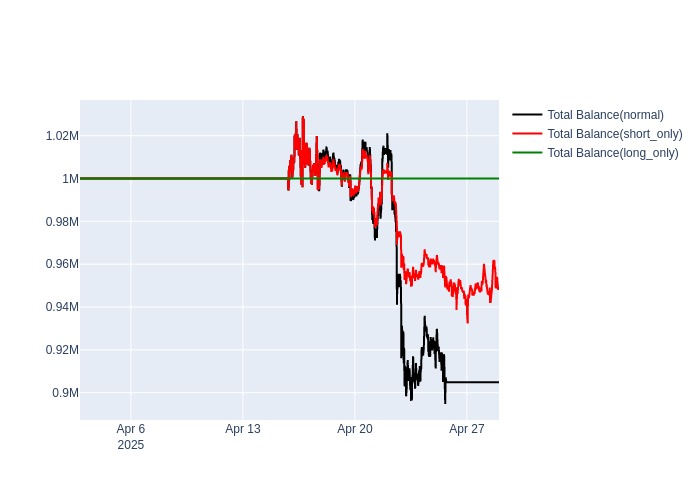 Total Balance(normal)
Total Balance(short_only)
Total Balance(long_only)
1.02M
1M
0.98M
0.96M
0.94M
0.92M
0.9M
Apr 6
2025
Apr 13
Apr 20
Apr 27